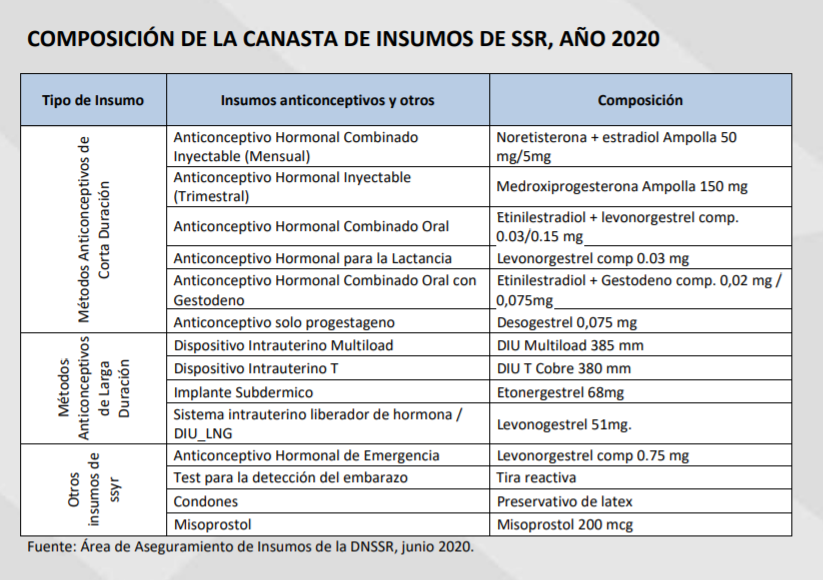 COMPOSICIÓN DE LA CANASTA DE INSUMOS DE SSR, AÑO 2020
Tipo de Insumo
Insumos anticonceptivos y otros
Composición
Métodos Anticonceptivos de
Corta Duración
Anticonceptivo Hormonal Combinado
Inyectable (Mensual)
Noretisterona + estradiol Ampolla 50
mg/5mg
Anticonceptivo Hormonal Inyectable
(Trimestral)
Medroxiprogesterona Ampolla 150 mg
Anticonceptivo Hormonal Combinado Oral
Etinilestradiol + levonorgestrel comp.
0.03/0.15 mg
Anticonceptivo Hormonal para la Lactancia
Levonorgestrel comp 0.03 mg
Anticonceptivo Hormonal Combinado Oral con
Gestodeno
Etinilestradiol + Gestodeno comp. 0,02 mg /
0,075mg
Anticonceptivo solo progestageno
Desogestrel 0,075 mg
Métodos
Anticonceptivos
de Larga
Duración
Dispositivo Intrauterino Multiload
DIU Multiload 385 mm
Dispositivo Intrauterino T
DIU T Cobre 380 mm
Implante Subdermico
Etonergestrel 68mg
Sistema intrauterino liberador de hormona /
DIU_LNG
Levonogestrel 51mg.
Otros
insumos de
ssyr
Anticonceptivo Hormonal de Emergencia
Levonorgestrel comp 0.75 mg
Test para la detección del embarazo
Tira reactiva
Condones
Preservativo de latex
Misoprostol
Misoprostol 200 mcg
Fuente: Área de Aseguramiento de Insumos de la DNSSR, junio 2020.